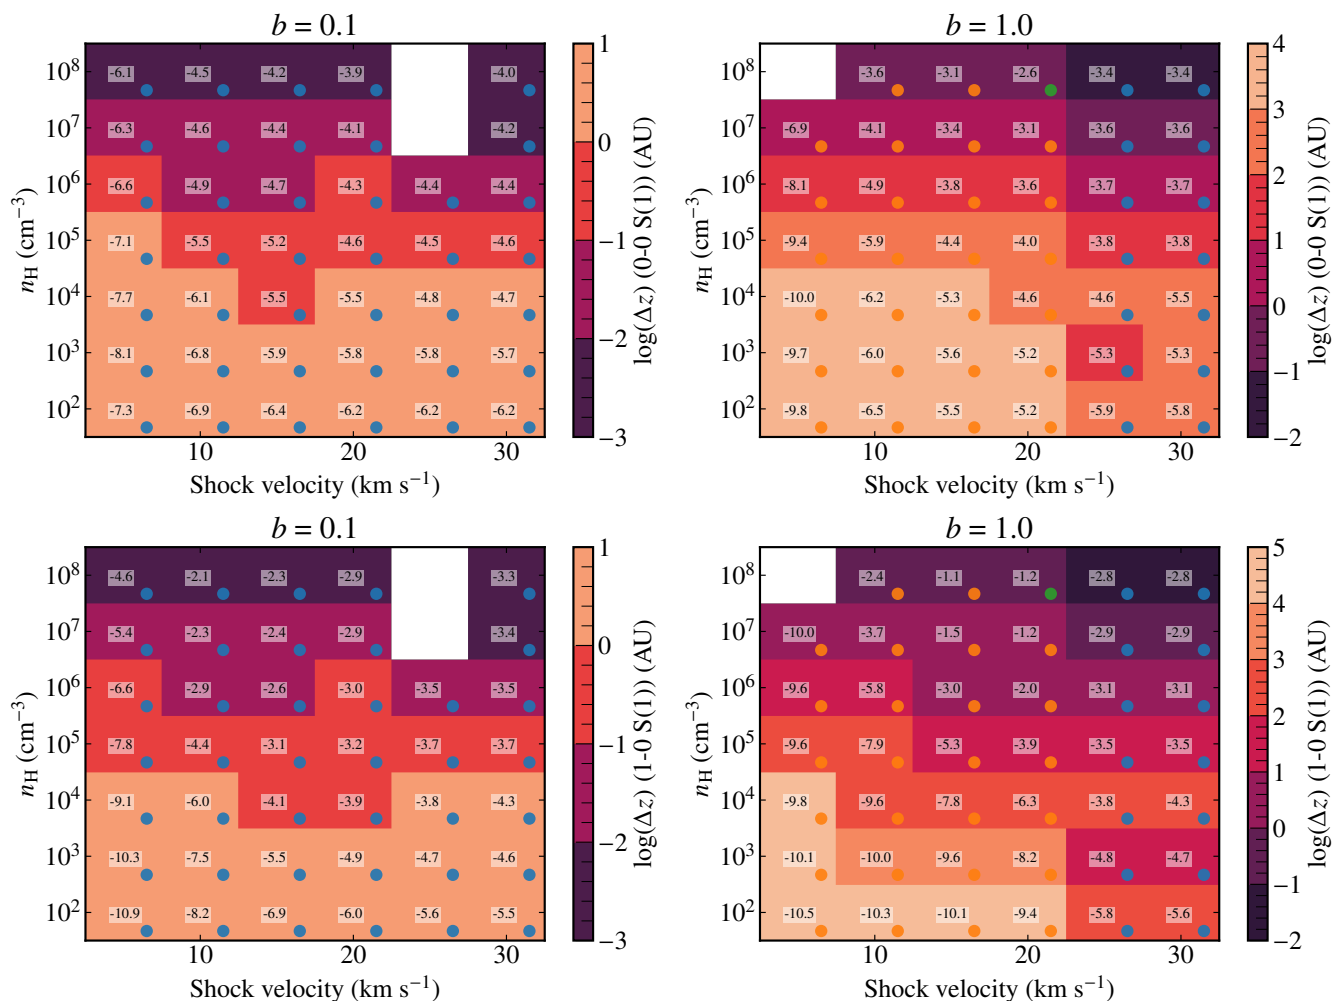 b = 0.1
10⁸ -6.1 -4.5 -4.2 -3.9 -4.0
10⁷ -6.3 -4.6 -4.4 -4.1 -4.2
10⁶ -6.6 -4.9 -4.7 -4.3 -4.4 -4.4
10⁵ -7.1 -5.5 -5.2 -4.6 -4.5 -4.6
10⁴ -7.7 -6.1 -5.5 -5.5 -4.8 -4.7
10³ -8.1 -6.8 -5.9 -5.8 -5.8 -5.7
10² -7.3 -6.9 -6.4 -6.2 -6.2 -6.2
n_H (cm⁻³)
10 20 30
Shock velocity (km s⁻¹)
1
0
−1
−2
−3
log(Δz) (0-0 S(1)) (AU)
b = 1.0
10⁸ -3.6 -3.1 -2.6 -3.4 -3.4
10⁷ -6.9 -4.1 -3.4 -3.1 -3.6 -3.6
10⁶ -8.1 -4.9 -3.8 -3.6 -3.7 -3.7
10⁵ -9.4 -5.9 -4.4 -4.0 -3.8 -3.8
10⁴ -10.0 -6.2 -5.3 -4.6 -4.6 -5.5
10³ -9.7 -6.0 -5.6 -5.2 -5.3 -5.3
10² -9.8 -6.5 -5.5 -5.2 -5.9 -5.8
n_H (cm⁻³)
10 20 30
Shock velocity (km s⁻¹)
4
3
2
1
0
−1
−2
log(Δz) (0-0 S(1)) (AU)
b = 0.1
10⁸ -4.6 -2.1 -2.3 -2.9 -3.3
10⁷ -5.4 -2.3 -2.4 -2.9 -3.4
10⁶ -6.6 -2.9 -2.6 -3.0 -3.5 -3.5
10⁵ -7.8 -4.4 -3.1 -3.2 -3.7 -3.7
10⁴ -9.1 -6.0 -4.1 -3.9 -3.8 -4.3
10³ -10.3 -7.5 -5.5 -4.9 -4.7 -4.6
10² -10.9 -8.2 -6.9 -6.0 -5.6 -5.5
n_H (cm⁻³)
10 20 30
Shock velocity (km s⁻¹)
1
0
−1
−2
−3
log(Δz) (1-0 S(1)) (AU)
b = 1.0
10⁸ -2.4 -1.1 -1.2 -2.8 -2.8
10⁷ -10.0 -3.7 -1.5 -1.2 -2.9 -2.9
10⁶ -9.6 -5.8 -3.0 -2.0 -3.1 -3.1
10⁵ -9.6 -7.9 -5.3 -3.9 -3.5 -3.5
10⁴ -9.8 -9.6 -7.8 -6.3 -3.8 -4.3
10³ -10.1 -10.0 -9.6 -8.2 -4.8 -4.7
10² -10.5 -10.3 -10.1 -9.4 -5.8 -5.6
n_H (cm⁻³)
10 20 30
Shock velocity (km s⁻¹)
5
4
3
2
1
0
−1
−2
log(Δz) (1-0 S(1)) (AU)